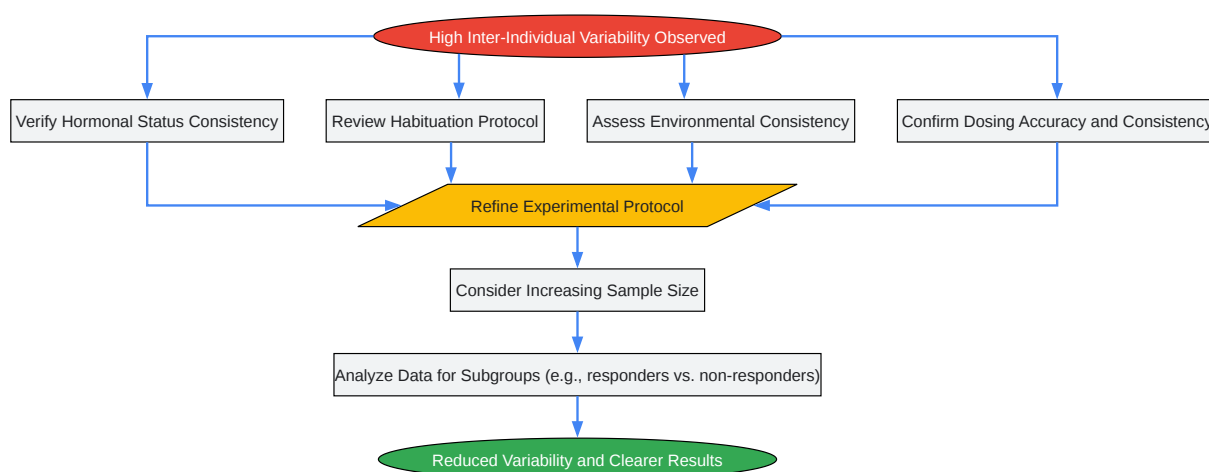 High Inter-Individual Variability Observed
Verify Hormonal Status Consistency
Review Habituation Protocol
Assess Environmental Consistency
Confirm Dosing Accuracy and Consistency
Refine Experimental Protocol
Consider Increasing Sample Size
Analyze Data for Subgroups (e.g., responders vs. non-responders)
Reduced Variability and Clearer Results